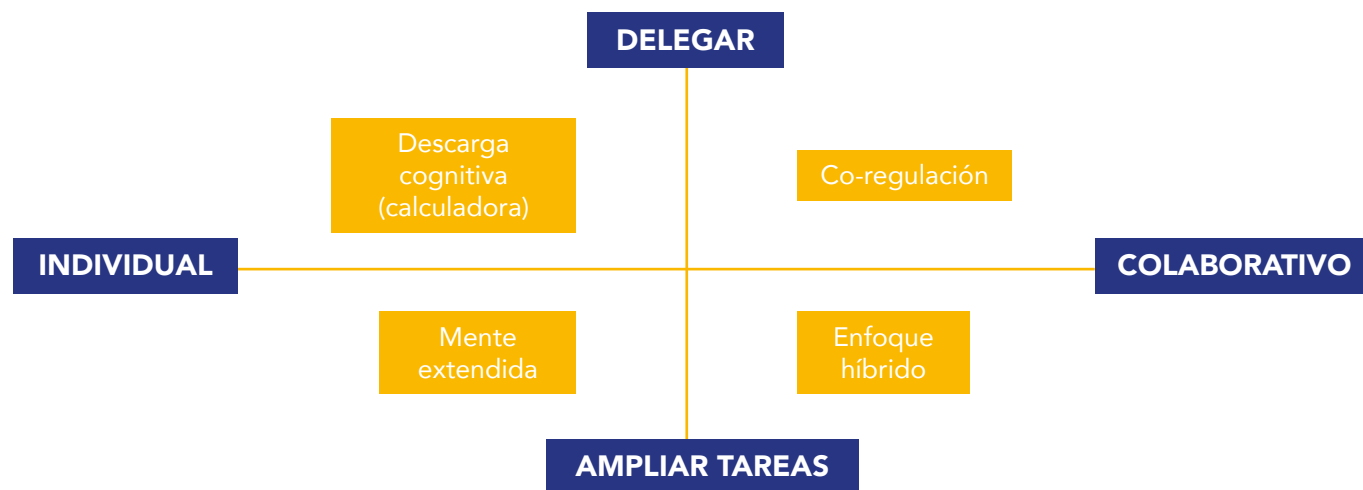 DELEGAR
Descarga
cognitiva
(calculadora)
Co-regulación
INDIVIDUAL
COLABORATIVO
Mente
extendida
Enfoque
híbrido
AMPLIAR TAREAS